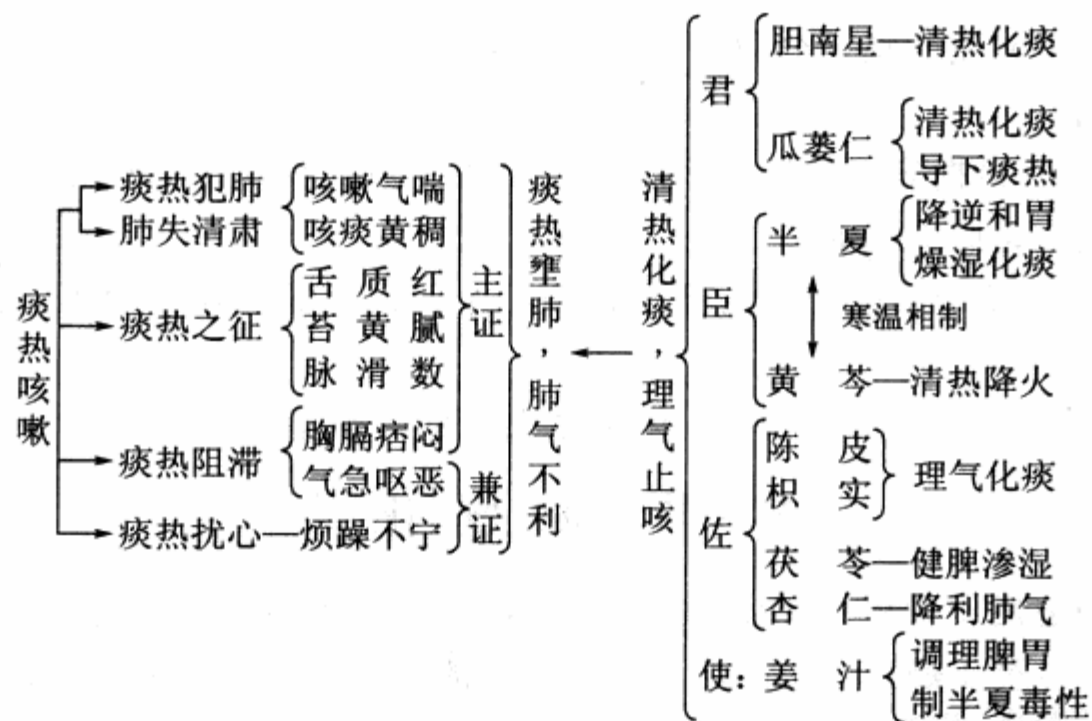 痰热咳嗽
痰热犯肺
肺失清肃
咳嗽气喘
咳痰黄稠
痰热之征
舌质红
苔黄腻
脉滑数
痰热阻滞
胸膈痞闷
气急呕恶
痰热扰心—烦躁不宁
主证
兼证
痰热壅肺，肺气不利
清热化痰，理气止咳
君
胆南星—清热化痰
瓜蒌仁
清热化痰
导下痰热
臣
半夏
降逆和胃
燥湿化痰
寒温相制
黄芩—清热降火
佐
陈皮
枳实
理气化痰
茯苓—健脾渗湿
杏仁—降利肺气
使：姜汁
调理脾胃
制半夏毒性